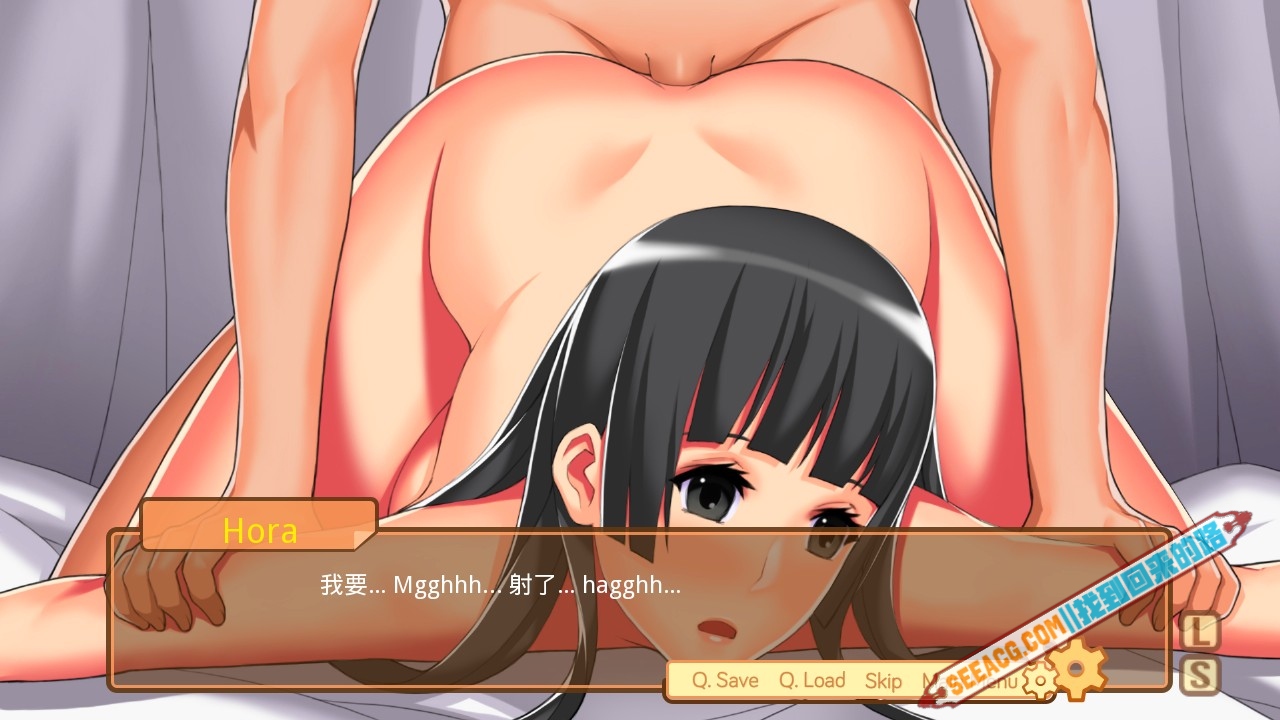 Hora
我要... Mgghhh... 射了... hagghh...
Q. Save Q. Load Skip
SEEACG.COM||找到回来的路
L
S